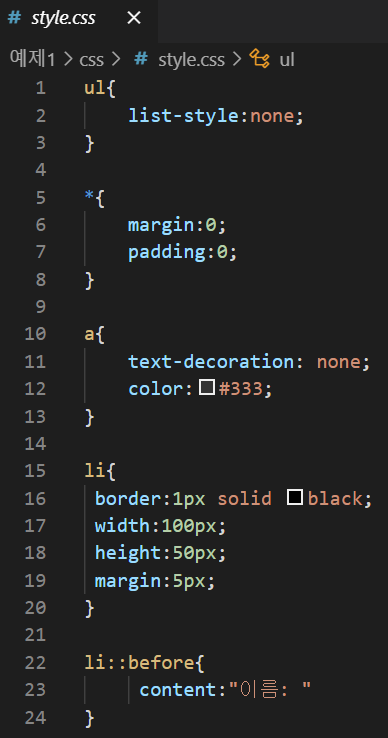 # style.css ×
예제1 > css > # style.css > ul
1 ul{
2 list-style:none;
3 }
4
5 *{
6 margin:0;
7 padding:0;
8 }
9
10 a{
11 text-decoration: none;
12 color:#333;
13 }
14
15 li{
16 border:1px solid black;
17 width:100px;
18 height:50px;
19 margin:5px;
20 }
21
22 li::before{
23 content:"이름: "
24 }